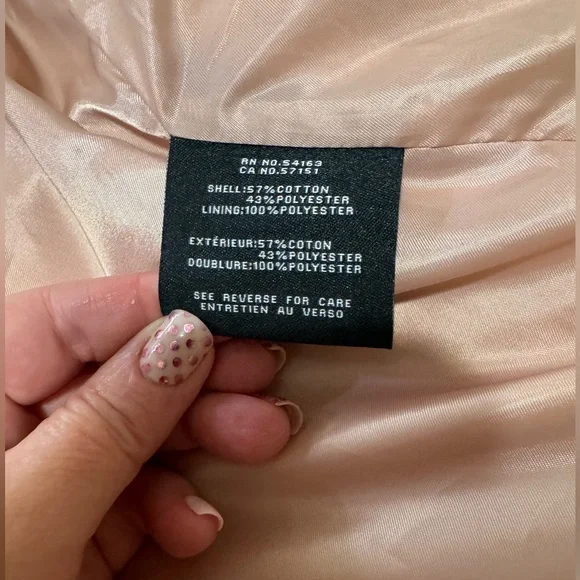 RN NO.54163
CA NO.57151
SHELL:57%COTTON
43%POLYESTER
LINING:100%POLYESTER
EXTÉRIEUR:57%COTON
43%POLYESTER
DOUBLURE:100%POLYESTER
SEE REVERSE FOR CARE
ENTRETIEN AU VERSO